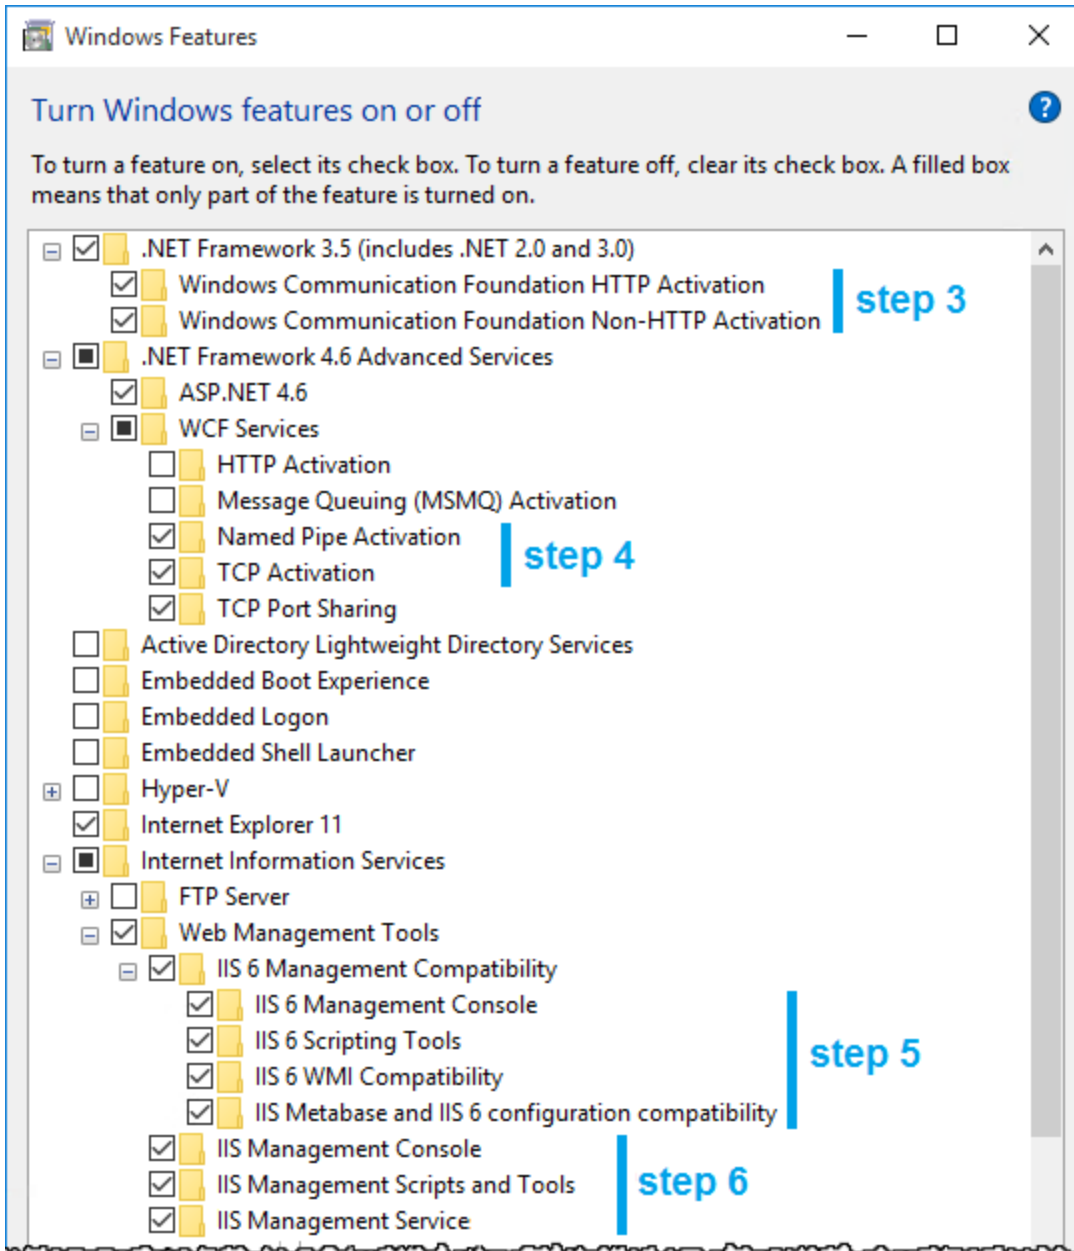 Windows Features
Turn Windows features on or off
?
To turn a feature on, select its check box. To turn a feature off, clear its check box. A filled box
means that only part of the feature is turned on.
.NET Framework 3.5 (includes .NET 2.0 and 3.0)
Windows Communication Foundation HTTP Activation
step 3
Windows Communication Foundation Non-HTTP Activation
.NET Framework 4.6 Advanced Services
ASP.NET 4.6
WCF Services
HTTP Activation
Message Queuing (MSMQ) Activation
Named Pipe Activation
step 4
TCP Activation
TCP Port Sharing
Active Directory Lightweight Directory Services
Embedded Boot Experience
Embedded Logon
Embedded Shell Launcher
Hyper-V
Internet Explorer 11
Internet Information Services
FTP Server
Web Management Tools
IIS 6 Management Compatibility
IIS 6 Management Console
IIS 6 Scripting Tools
step 5
IIS 6 WMI Compatibility
IIS Metabase and IIS 6 configuration compatibility
IIS Management Console
IIS Management Scripts and Tools
step 6
IIS Management Service